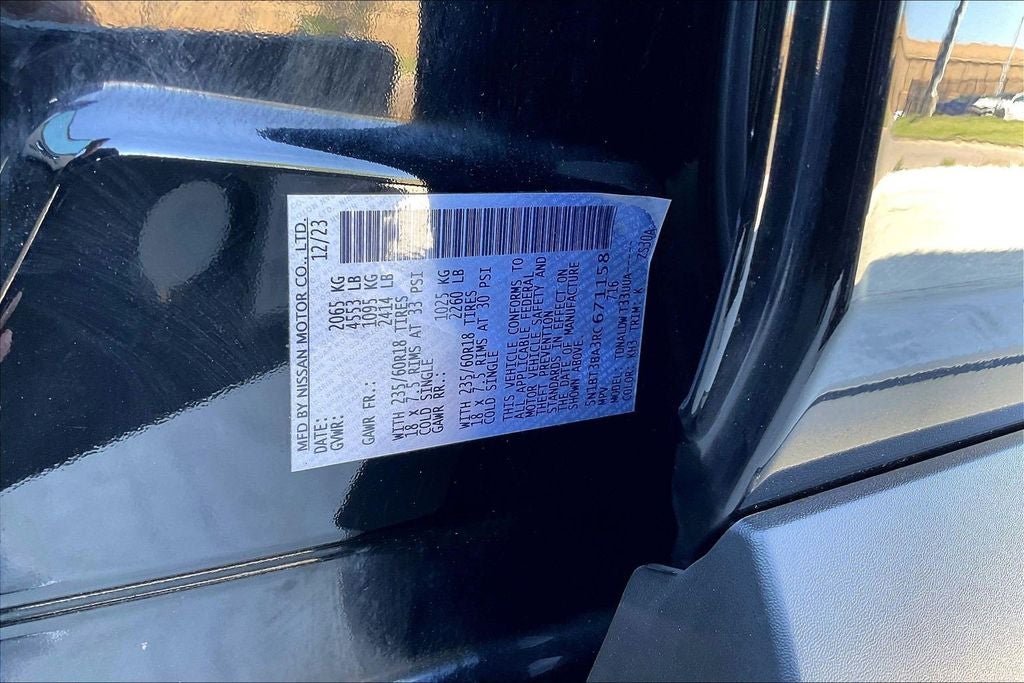 MFD BY NISSAN MOTOR CO., LTD.
DATE: 12/23
GVWR: 2065 KG
4553 LB
GAWR FR.: 1095 KG
2414 LB
WITH 235/60R18 TIRES
18 x 7.5 RIMS AT 33 PSI
COLD SINGLE
GAWR RR.: 1025 KG
2260 LB
WITH 235/60R18 TIRES
18 x 7.5 RIMS AT 30 PSI
COLD SINGLE
THIS VEHICLE CONFORMS TO
ALL APPLICABLE FEDERAL
MOTOR VEHICLE SAFETY AND
THEFT PREVENTION
STANDARDS IN EFFECT ON
THE DATE OF MANUFACTURE
SHOWN ABOVE.
5N1BT3BA3RC671158
MPV 716
MODEL:
COLOR: KH3 TRIM: K